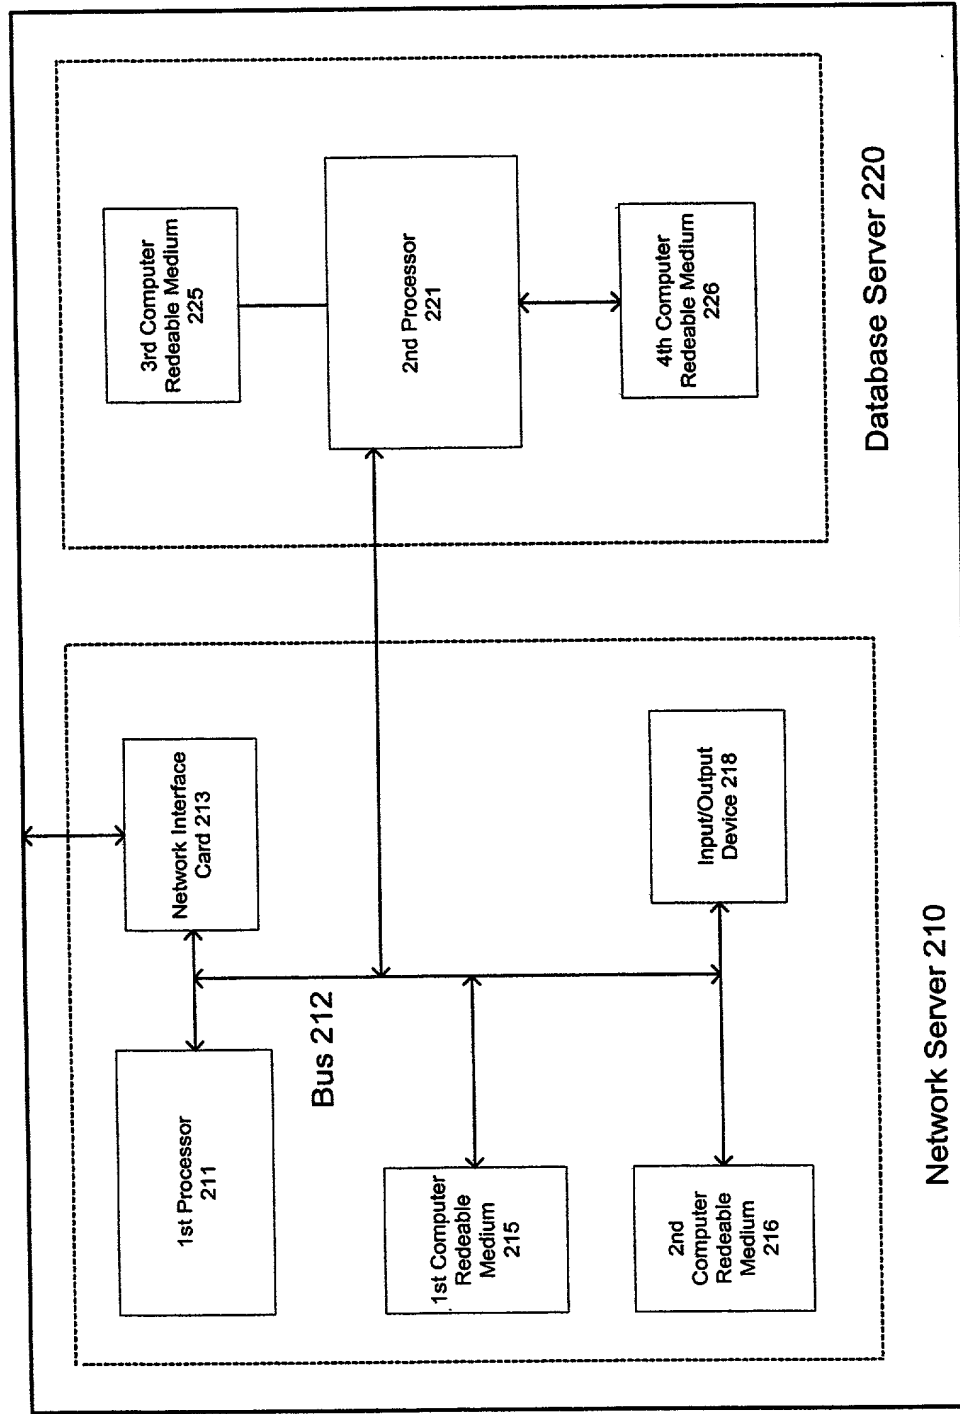 1st Processor
211
Network Interface
Card 213
Bus 212
1st Computer
Redeable
Medium
215
2nd
Computer
Redeable
Medium
216
Input/Output
Device 218
Network Server 210
3rd Computer
Redeable Medium
225
2nd Processor
221
4th Computer
Redeable Medium
226
Database Server 220